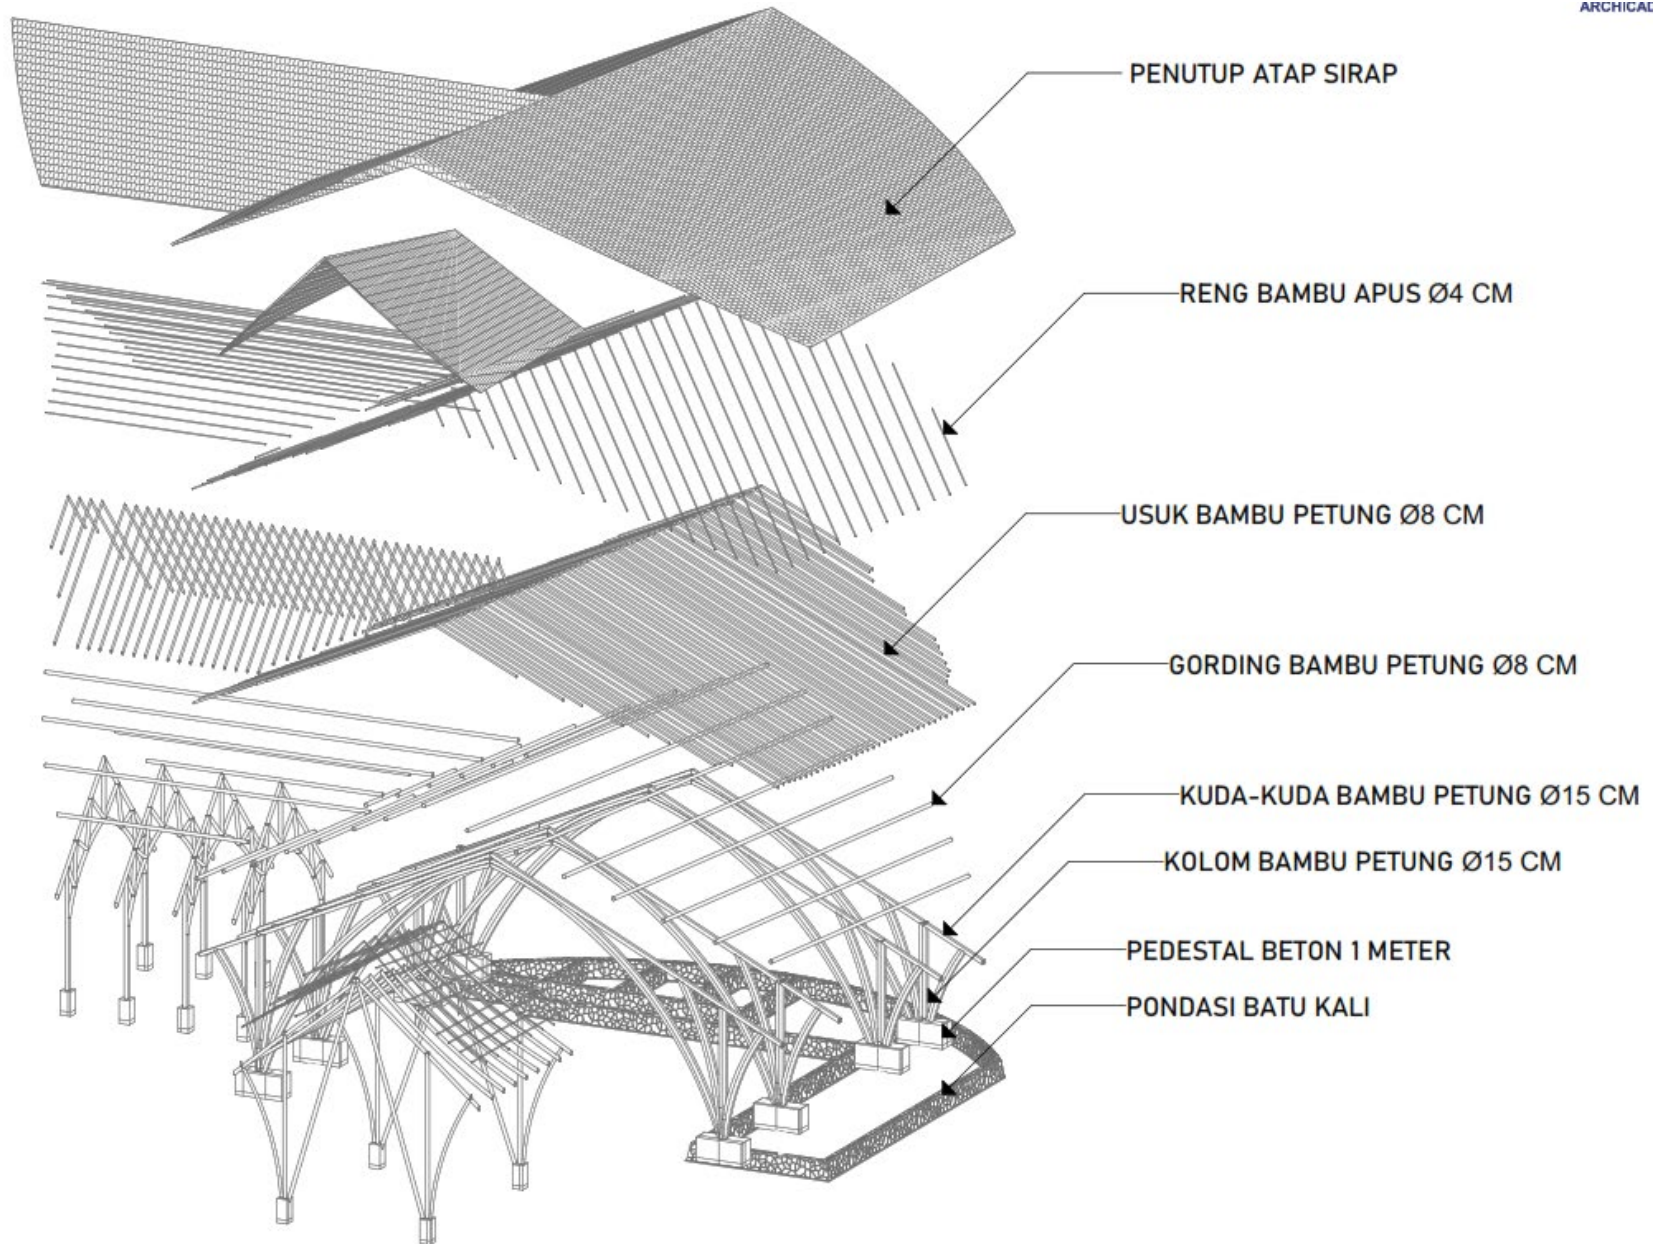 ARCHICAD
PENUTUP ATAP SIRAP
RENG BAMBU APUS Ø4 CM
USUK BAMBU PETUNG Ø8 CM
GORDING BAMBU PETUNG Ø8 CM
KUDA-KUDA BAMBU PETUNG Ø15 CM
KOLOM BAMBU PETUNG Ø15 CM
PEDESTAL BETON 1 METER
PONDASI BATU KALI